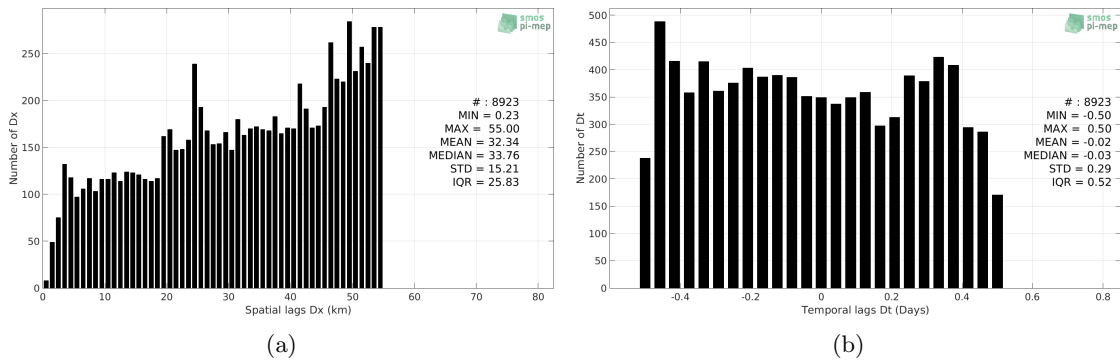 smos
pi-mep
250
200
150
100
50
0
Number of Dx
# : 8923
MIN = 0.23
MAX = 55.00
MEAN = 32.34
MEDIAN = 33.76
STD = 15.21
IQR = 25.83
0 10 20 30 40 50 60 70 80
Spatial lags Dx (km)
(a)
smos
pi-mep
500
450
400
350
300
250
200
150
100
50
0
Number of Dt
# : 8923
MIN = -0.50
MAX = 0.50
MEAN = -0.02
MEDIAN = -0.03
STD = 0.29
IQR = 0.52
-0.4 -0.2 0 0.2 0.4 0.6 0.8
Temporal lags Dt (Days)
(b)